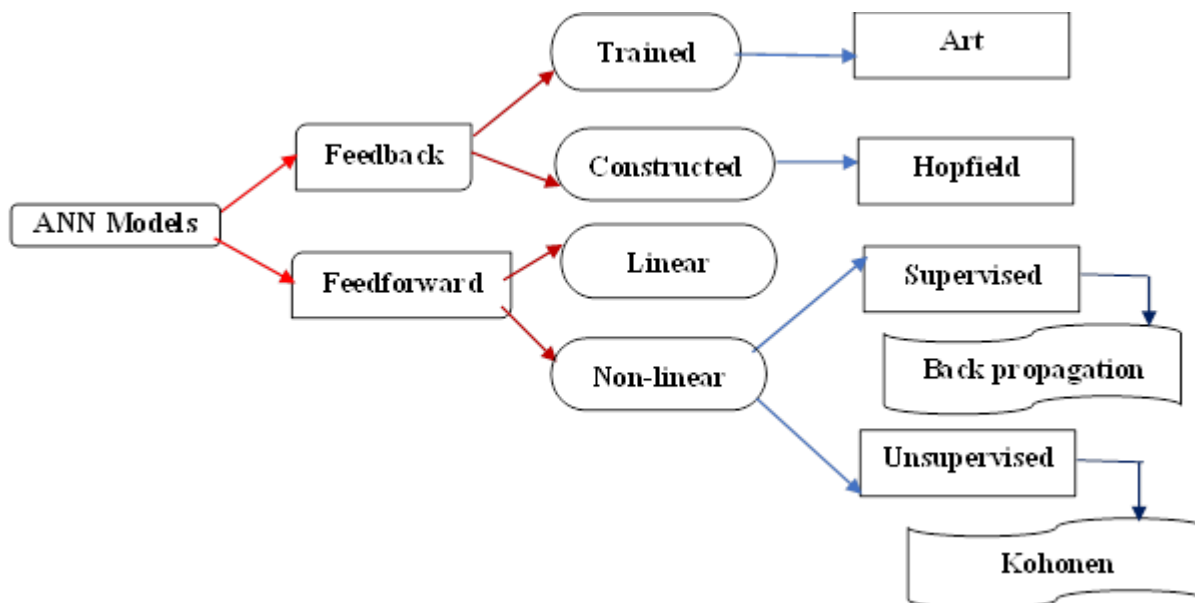 Trained
Art
Feedback
Constructed
Hopfield
ANN Models
Linear
Feedforward
Supervised
Non-linear
Back propagation
Unsupervised
Kohonen